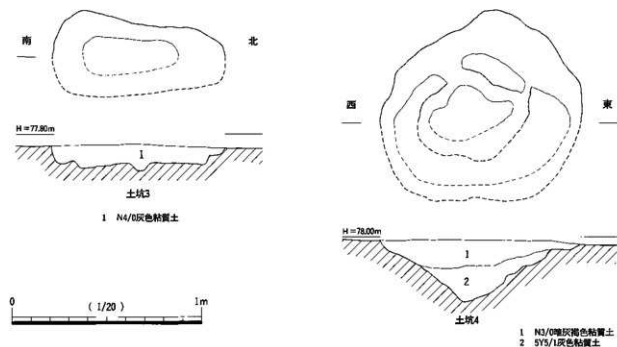 南
北
H=77.80m
1
土坑3
1 N4/0灰色粘質土
0
(1/20)
1m
西
東
H=78.00m
1
2
土坑4
1 N3/0暗灰褐色粘質土
2 5Y5/1灰色粘質土